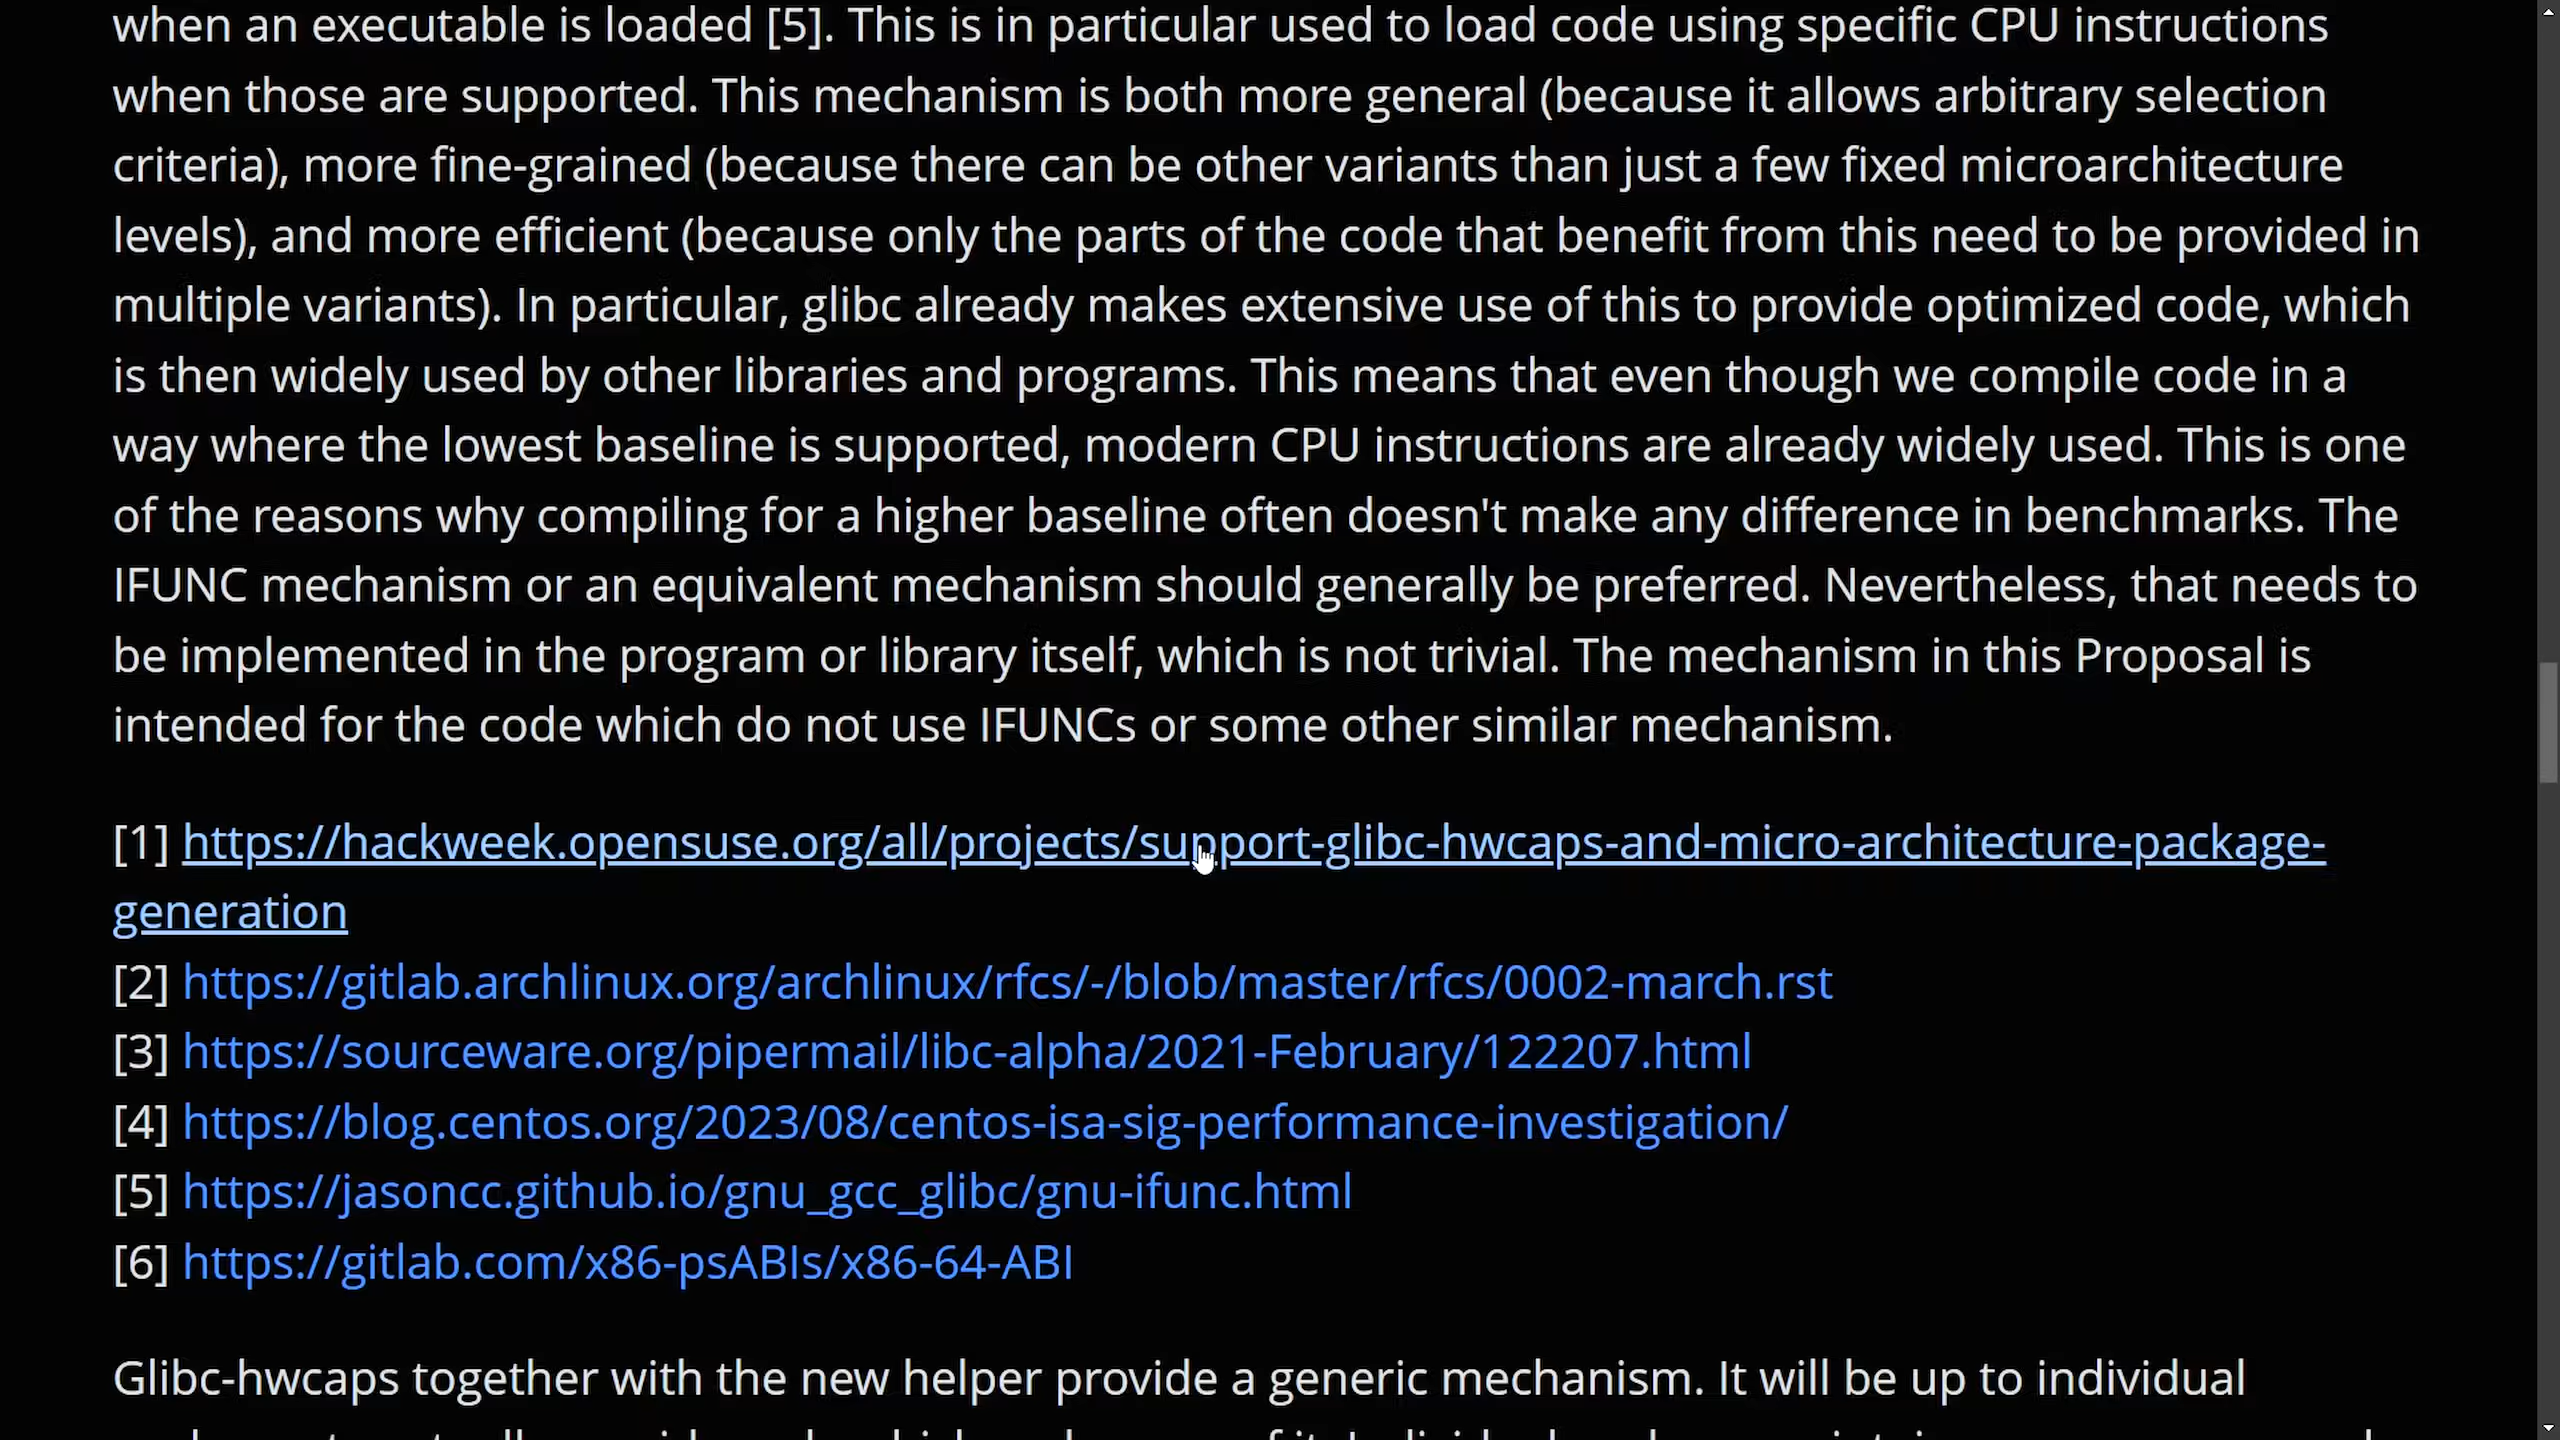 when an executable is loaded [5]. This is in particular used to load code using specific CPU instructions
when those are supported. This mechanism is both more general (because it allows arbitrary selection
criteria), more fine-grained (because there can be other variants than just a few fixed microarchitecture
levels), and more efficient (because only the parts of the code that benefit from this need to be provided in
multiple variants). In particular, glibc already makes extensive use of this to provide optimized code, which
is then widely used by other libraries and programs. This means that even though we compile code in a
way where the lowest baseline is supported, modern CPU instructions are already widely used. This is one
of the reasons why compiling for a higher baseline often doesn't make any difference in benchmarks. The
IFUNC mechanism or an equivalent mechanism should generally be preferred. Nevertheless, that needs to
be implemented in the program or library itself, which is not trivial. The mechanism in this Proposal is
intended for the code which do not use IFUNCs or some other similar mechanism.
[1] https://hackweek.opensuse.org/all/projects/support-glibc-hwcaps-and-micro-architecture-package-
generation
[2] https://gitlab.archlinux.org/archlinux/rfcs/-/blob/master/rfcs/0002-march.rst
[3] https://sourceware.org/pipermail/libc-alpha/2021-February/122207.html
[4] https://blog.centos.org/2023/08/centos-isa-sig-performance-investigation/
[5] https://jasoncc.github.io/gnu_gcc_glibc/gnu-ifunc.html
[6] https://gitlab.com/x86-psABIs/x86-64-ABI
Glibc-hwcaps together with the new helper provide a generic mechanism. It will be up to individual